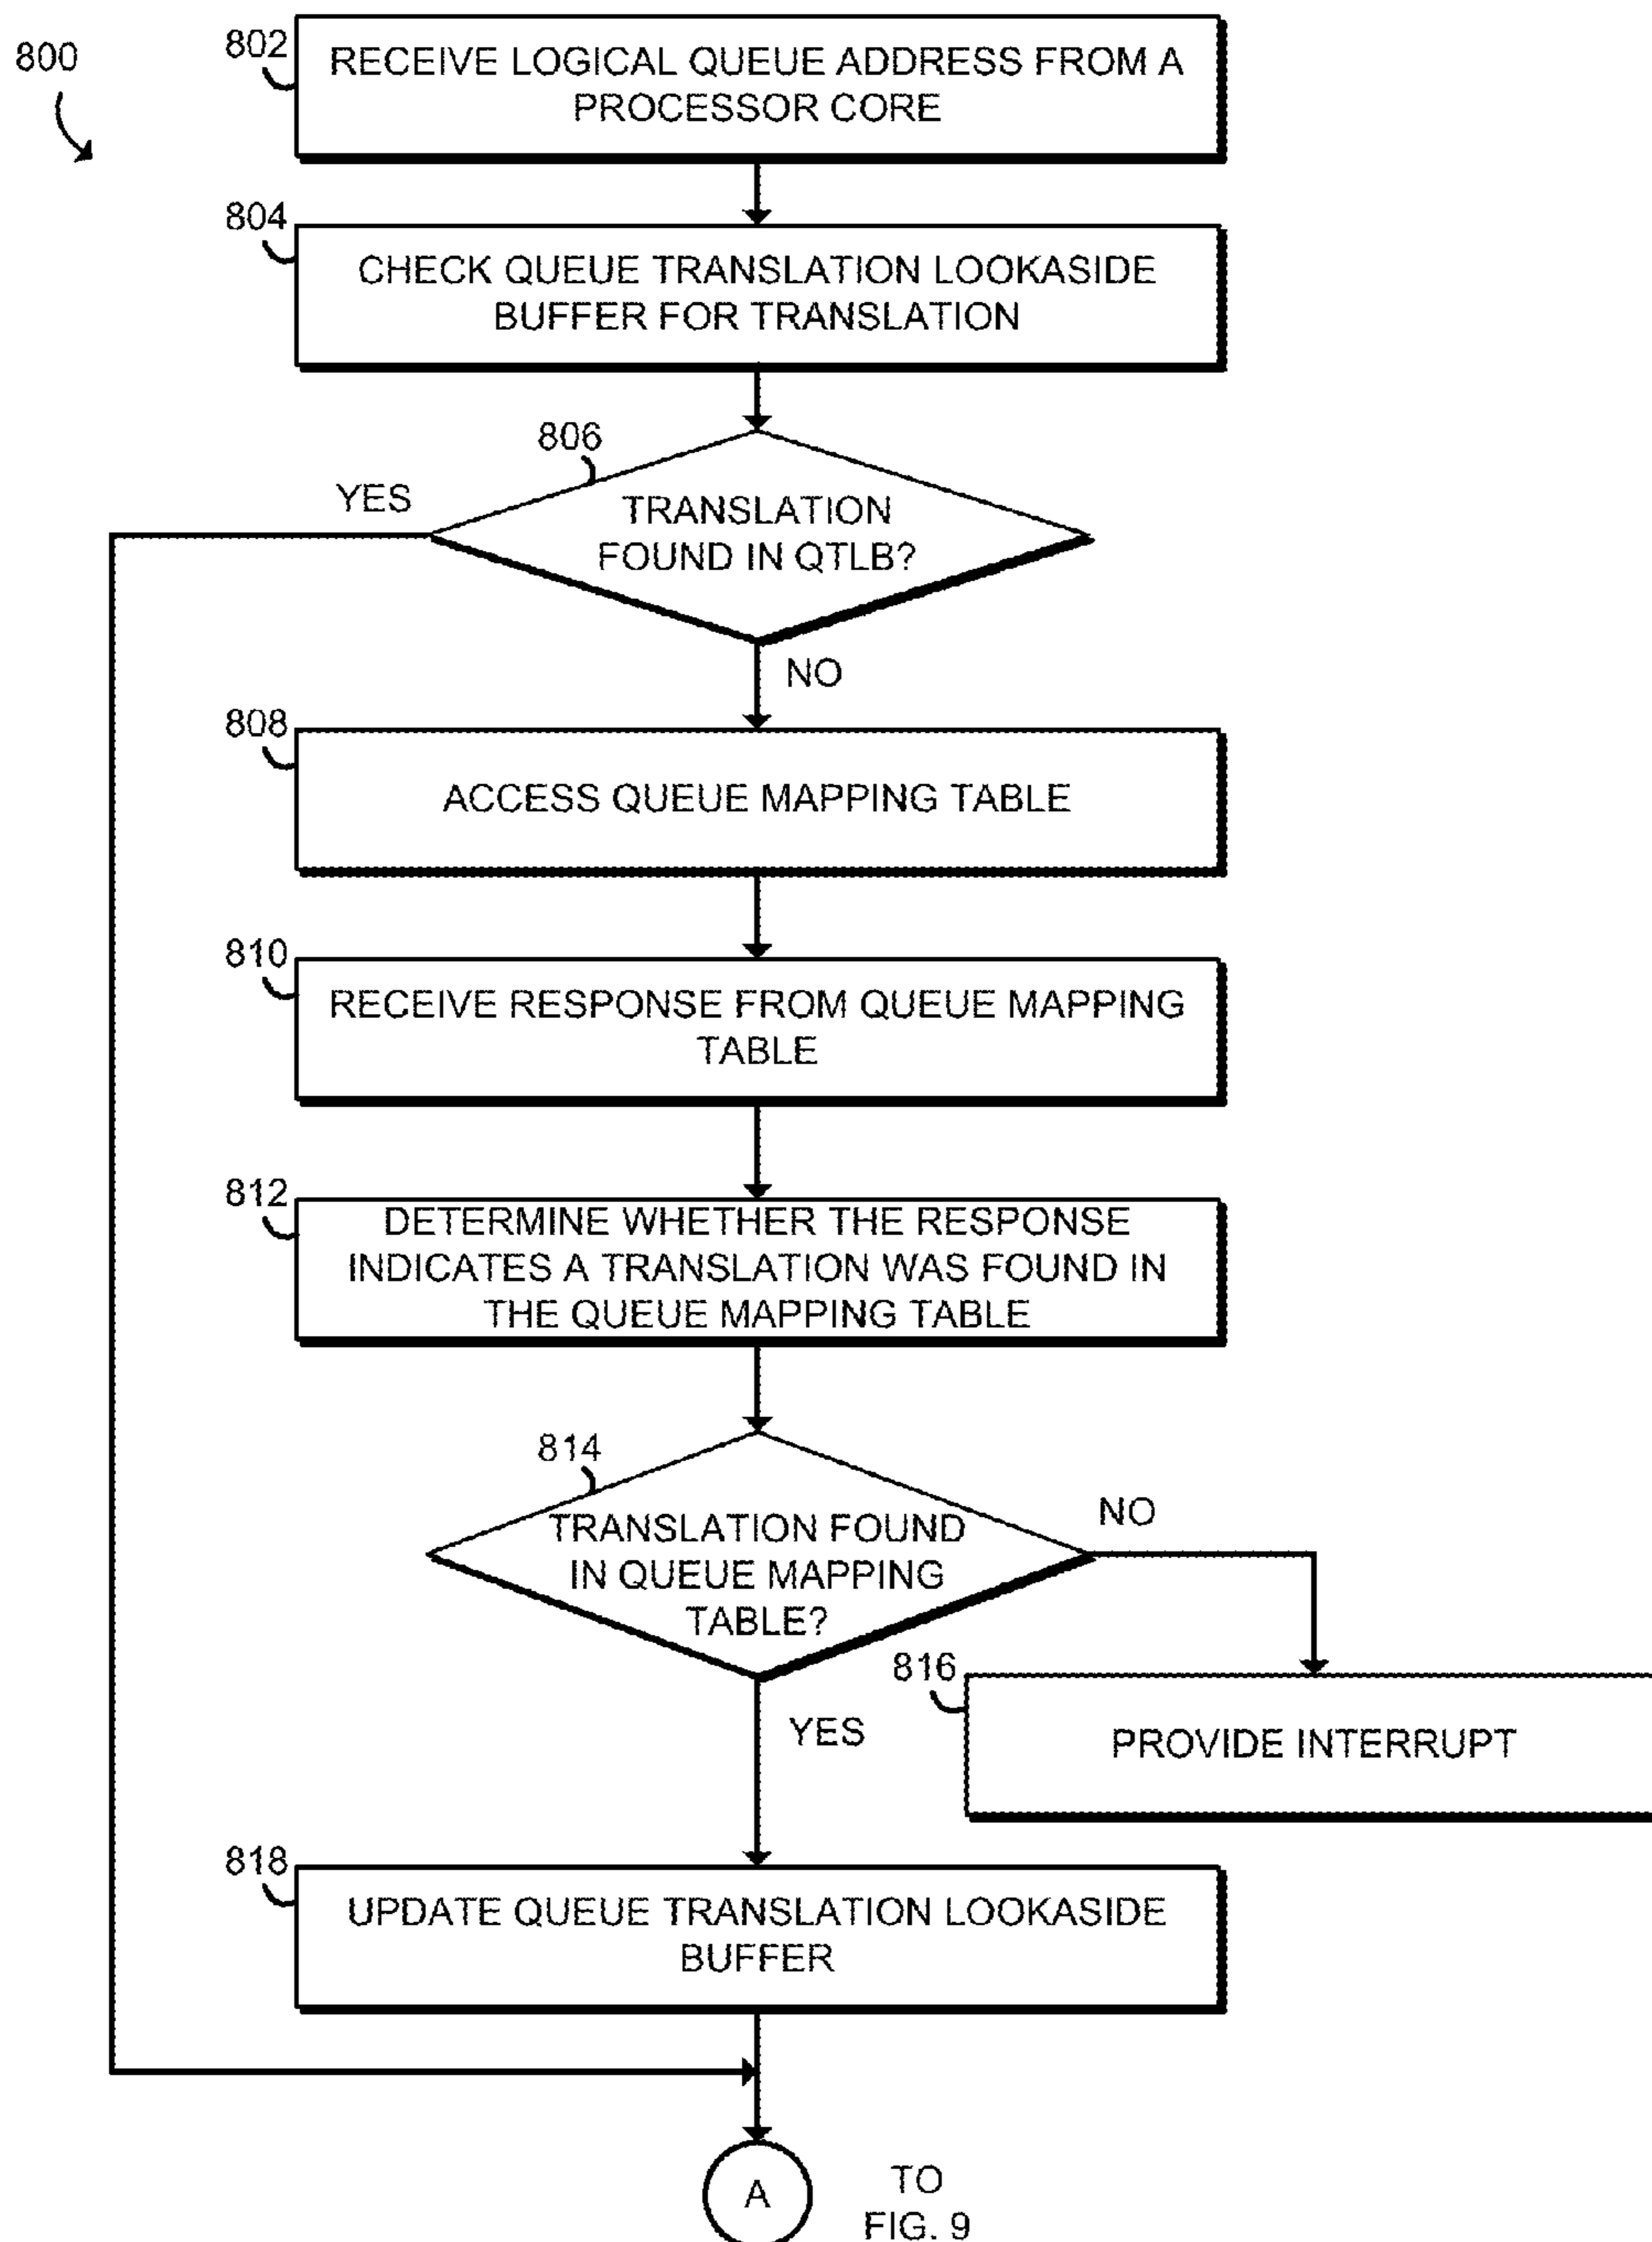 800
802
RECEIVE LOGICAL QUEUE ADDRESS FROM A
PROCESSOR CORE
804
CHECK QUEUE TRANSLATION LOOKASIDE
BUFFER FOR TRANSLATION
806
YES
TRANSLATION
FOUND IN QTLB?
NO
808
ACCESS QUEUE MAPPING TABLE
810
RECEIVE RESPONSE FROM QUEUE MAPPING
TABLE
812
DETERMINE WHETHER THE RESPONSE
INDICATES A TRANSLATION WAS FOUND IN
THE QUEUE MAPPING TABLE
814
NO
TRANSLATION FOUND
IN QUEUE MAPPING
TABLE?
816
PROVIDE INTERRUPT
YES
818
UPDATE QUEUE TRANSLATION LOOKASIDE
BUFFER
A
TO
FIG. 9